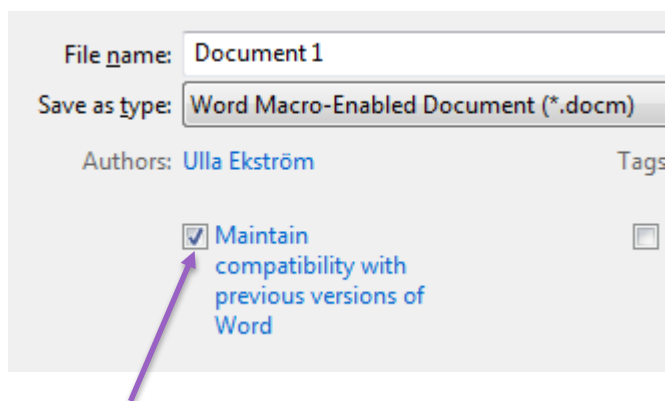 File name: Document 1
Save as type: Word Macro-Enabled Document (*.docm)
Authors: Ulla Ekström Tags
Maintain
compatibility with
previous versions of
Word